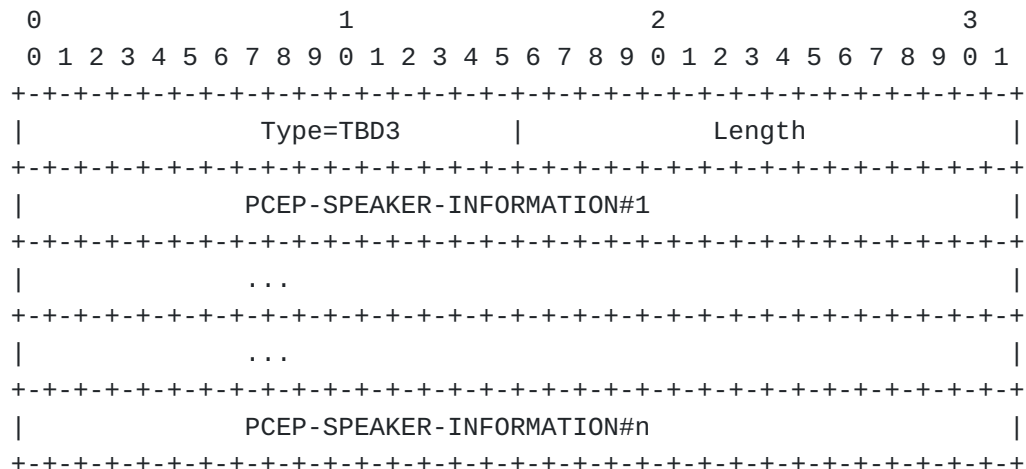 0                   1                   2                   3
 0 1 2 3 4 5 6 7 8 9 0 1 2 3 4 5 6 7 8 9 0 1 2 3 4 5 6 7 8 9 0 1
+-+-+-+-+-+-+-+-+-+-+-+-+-+-+-+-+-+-+-+-+-+-+-+-+-+-+-+-+-+-+-+-+
|               Type=TBD3       |            Length             |
+-+-+-+-+-+-+-+-+-+-+-+-+-+-+-+-+-+-+-+-+-+-+-+-+-+-+-+-+-+-+-+-+
|              PCEP-SPEAKER-INFORMATION#1                       |
+-+-+-+-+-+-+-+-+-+-+-+-+-+-+-+-+-+-+-+-+-+-+-+-+-+-+-+-+-+-+-+-+
|              ...                                              |
+-+-+-+-+-+-+-+-+-+-+-+-+-+-+-+-+-+-+-+-+-+-+-+-+-+-+-+-+-+-+-+-+
|              ...                                              |
+-+-+-+-+-+-+-+-+-+-+-+-+-+-+-+-+-+-+-+-+-+-+-+-+-+-+-+-+-+-+-+-+
|              PCEP-SPEAKER-INFORMATION#n                       |
+-+-+-+-+-+-+-+-+-+-+-+-+-+-+-+-+-+-+-+-+-+-+-+-+-+-+-+-+-+-+-+-+